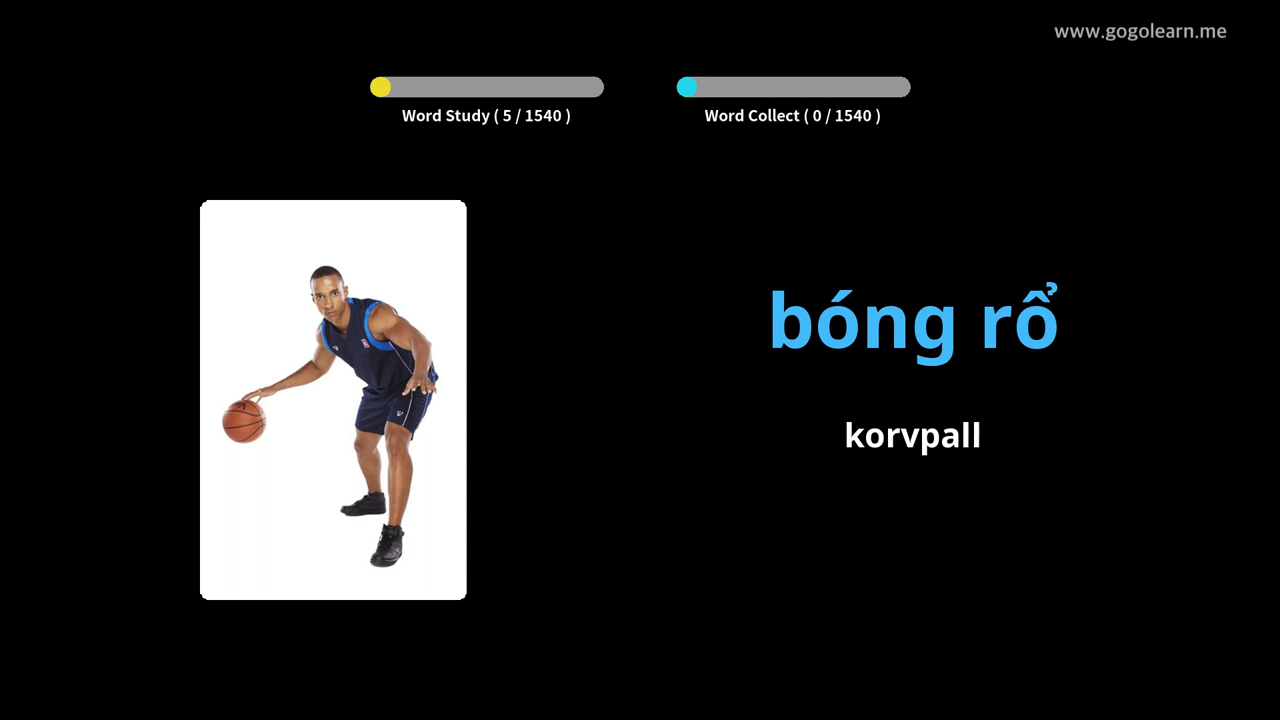 www.gogolearn.me
Word Study ( 5 / 1540 )
Word Collect ( 0 / 1540 )
bóng rổ
korvpall